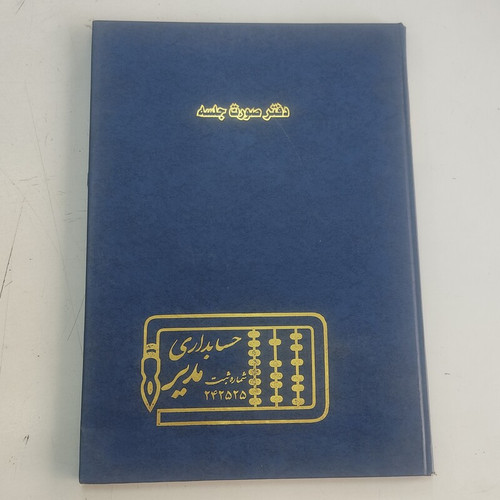 دفتر صورت جلسه
حسابداری
مدیر
شماره ثبت
۲۴۲۵۲۵